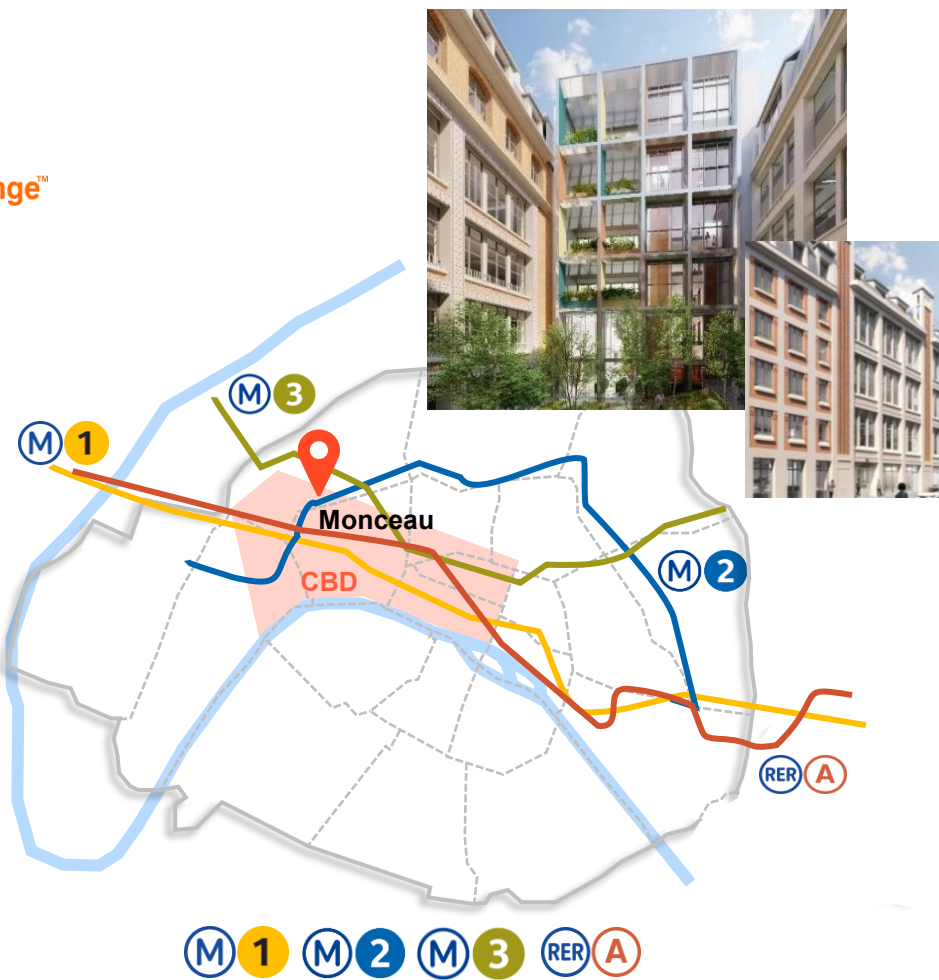 nge™
M 3
M 1
Monceau
CBD
M 2
RER A
M 1 M 2 M 3 RER A